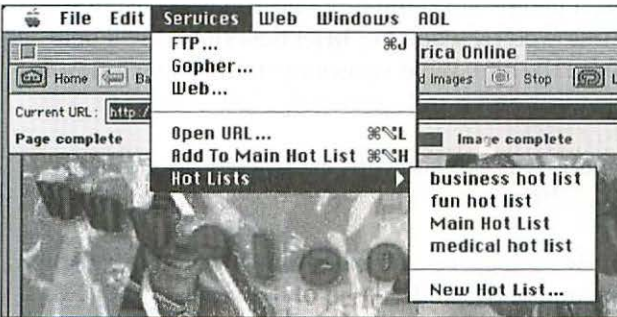 File Edit Services Web Windows AOL
FTP... ⌘J
Gopher...
Web...
Open URL... ⌘⌥L
Add To Main Hot List ⌘⌥H
Hot Lists
business hot list
fun hot list
Main Hot List
medical hot list
New Hot List...
rica Online
Home Ba
d Images Stop L
Current URL: http:/
Page complete
Image complete